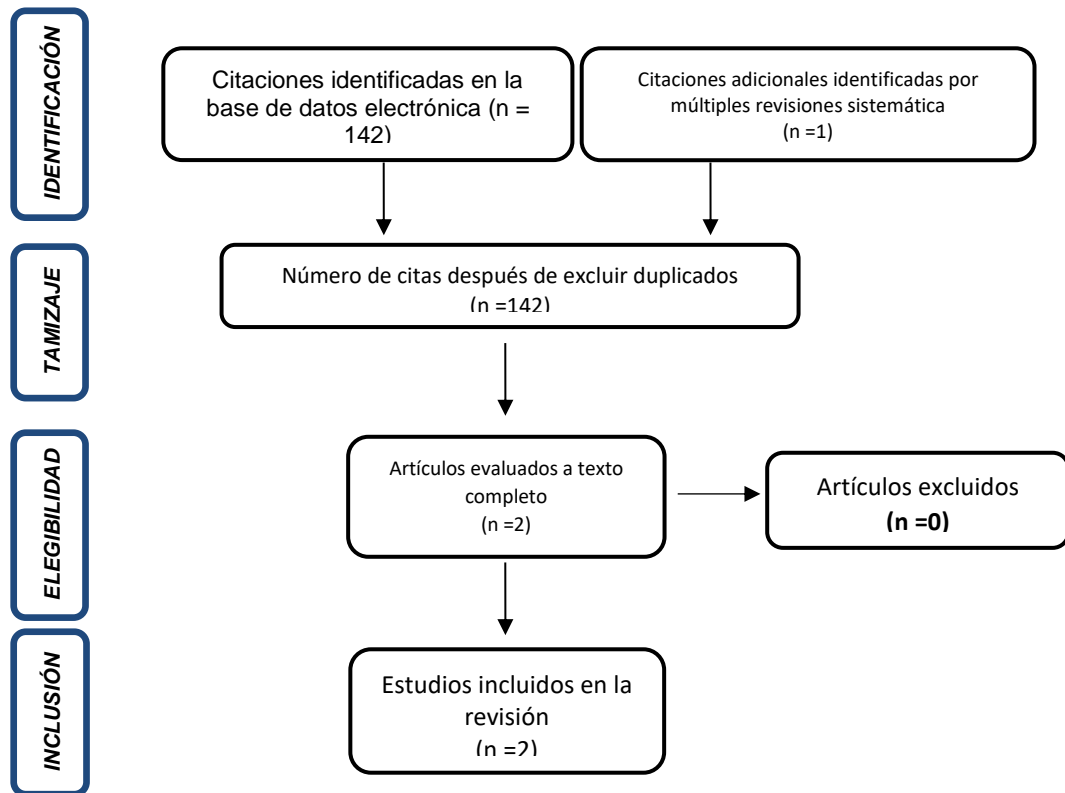 IDENTIFICACIÓN
Citaciones identificadas en la
base de datos electrónica (n =
142)
Citaciones adicionales identificadas por
múltiples revisiones sistemática
(n =1)
TAMIZAJE
Número de citas después de excluir duplicados
(n =142)
ELEGIBILIDAD
Artículos evaluados a texto
completo
(n =2)
Artículos excluidos
(n =0)
INCLUSIÓN
Estudios incluidos en la
revisión
(n =2)